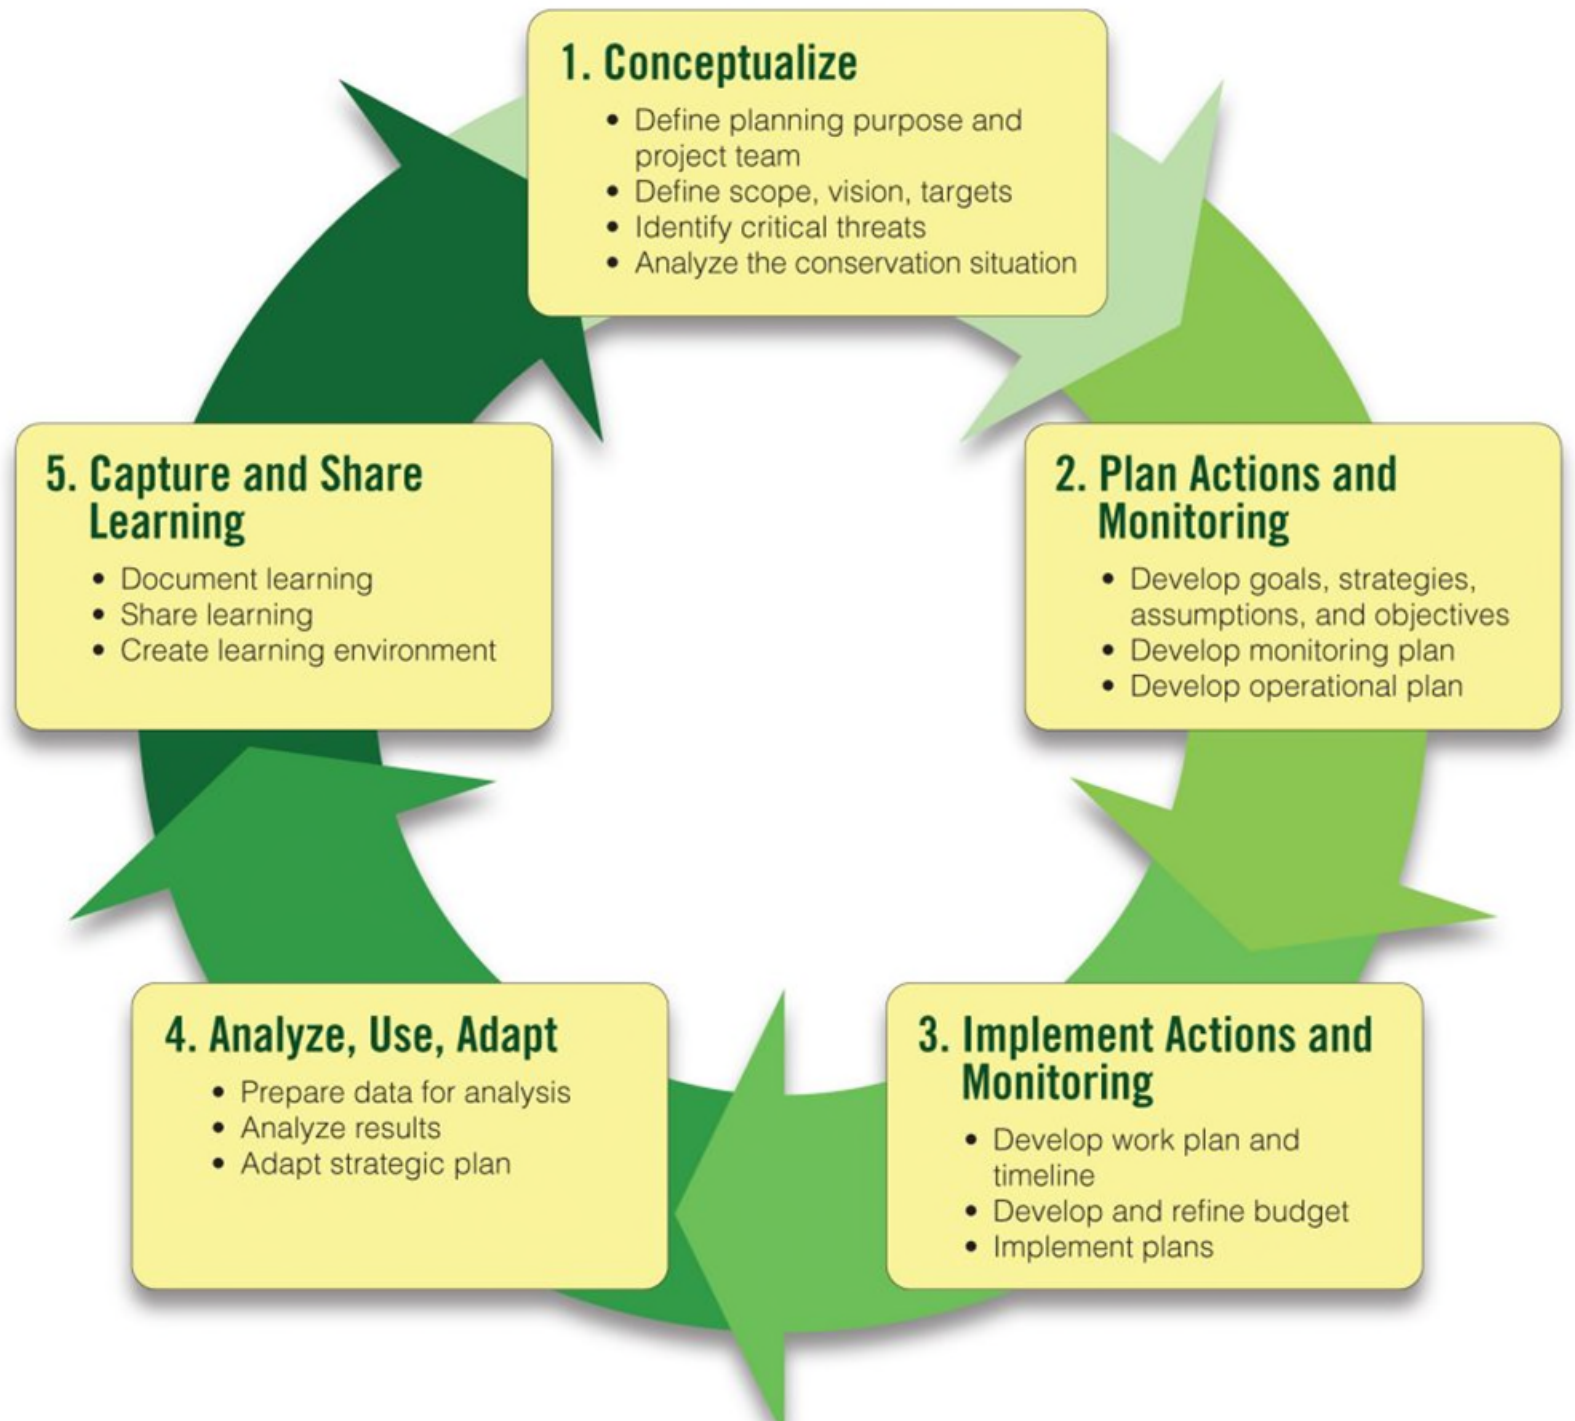 1. Conceptualize
• Define planning purpose and
project team
• Define scope, vision, targets
• Identify critical threats
• Analyze the conservation situation
2. Plan Actions and
Monitoring
• Develop goals, strategies,
assumptions, and objectives
• Develop monitoring plan
• Develop operational plan
3. Implement Actions and
Monitoring
• Develop work plan and
timeline
• Develop and refine budget
• Implement plans
4. Analyze, Use, Adapt
• Prepare data for analysis
• Analyze results
• Adapt strategic plan
5. Capture and Share
Learning
• Document learning
• Share learning
• Create learning environment